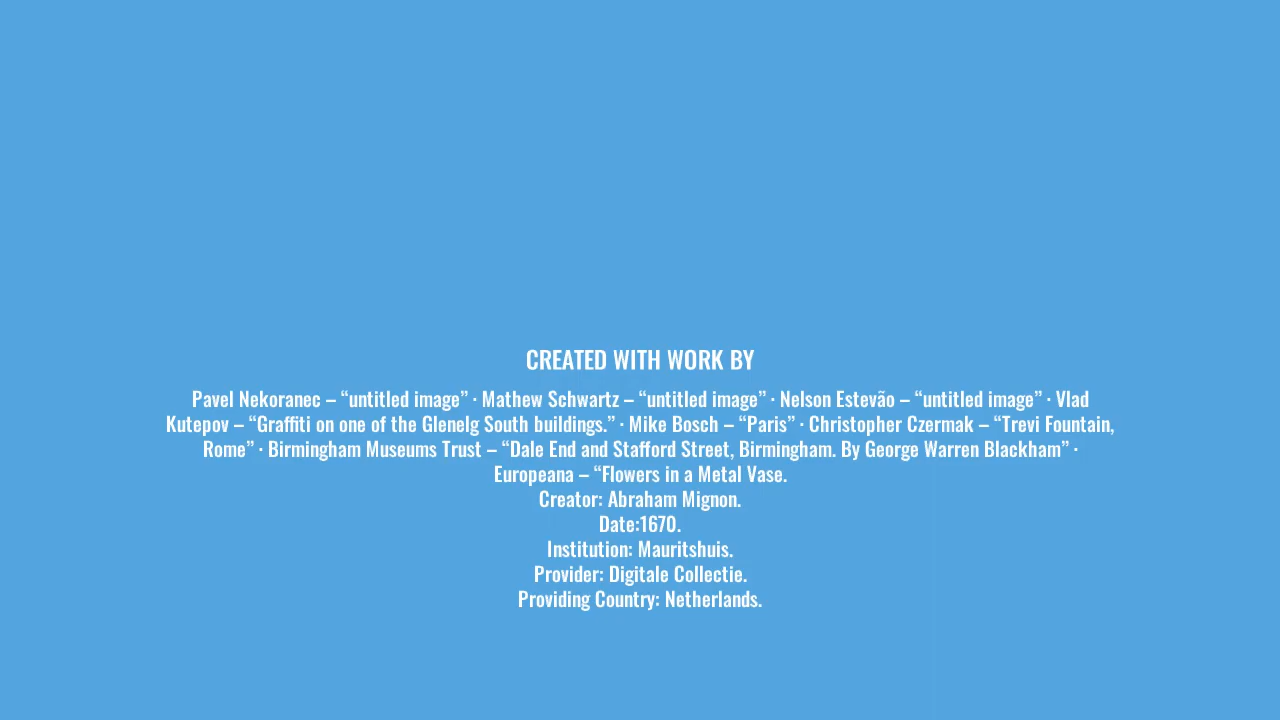 CREATED WITH WORK BY
Pavel Nekoranec – “untitled image” · Mathew Schwartz – “untitled image” · Nelson Estevão – “untitled image” · Vlad
Kutepov – “Graffiti on one of the Glenelg South buildings.” · Mike Bosch – “Paris” · Christopher Czermak – “Trevi Fountain,
Rome” · Birmingham Museums Trust – “Dale End and Stafford Street, Birmingham. By George Warren Blackham” ·
Europeana – “Flowers in a Metal Vase.
Creator: Abraham Mignon.
Date:1670.
Institution: Mauritshuis.
Provider: Digitale Collectie.
Providing Country: Netherlands.